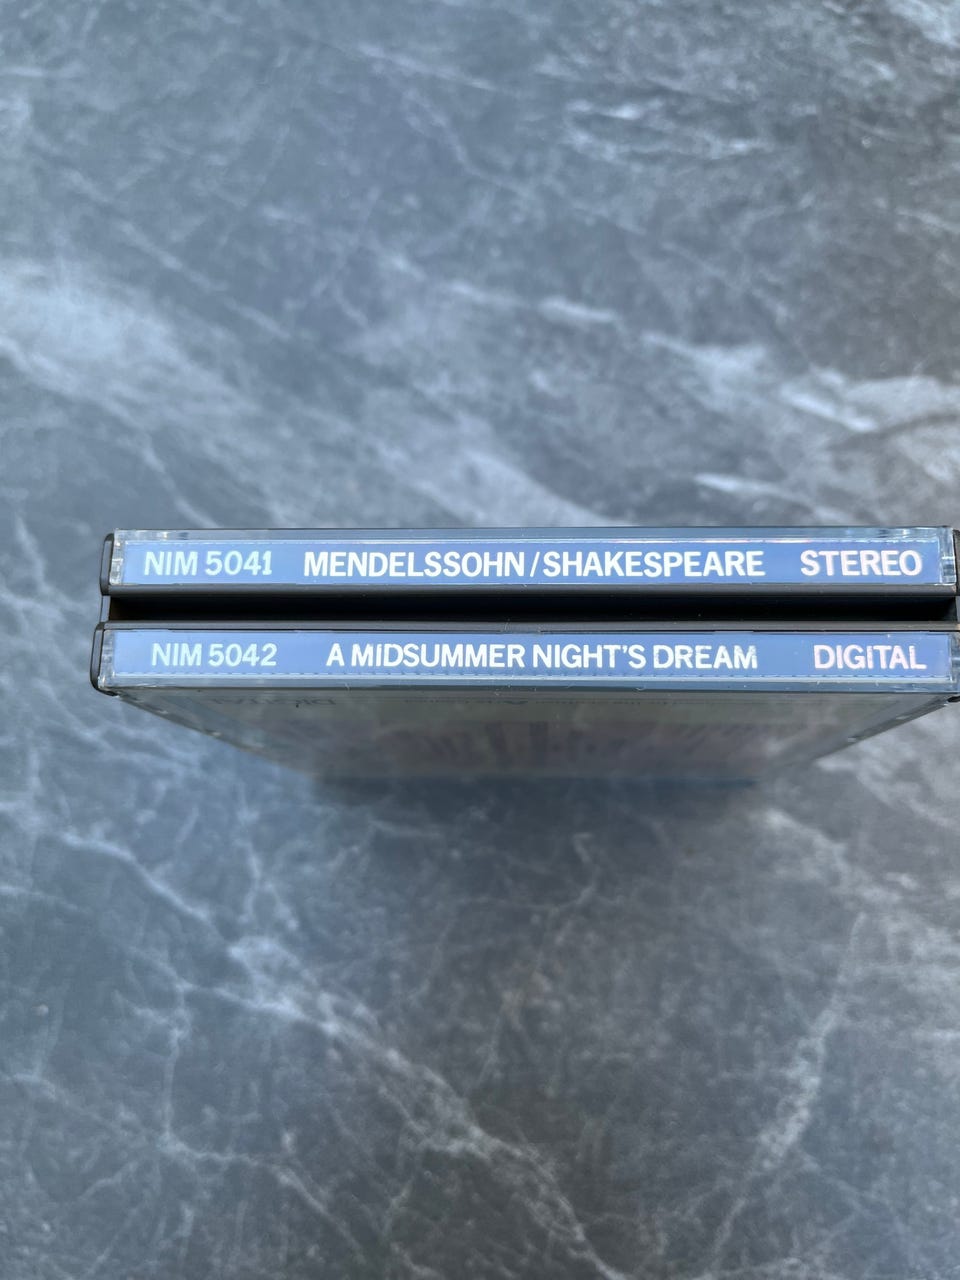 NIM 5041 MENDELSSOHN/SHAKESPEARE STEREO
NIM 5042 A MIDSUMMER NIGHT'S DREAM DIGITAL